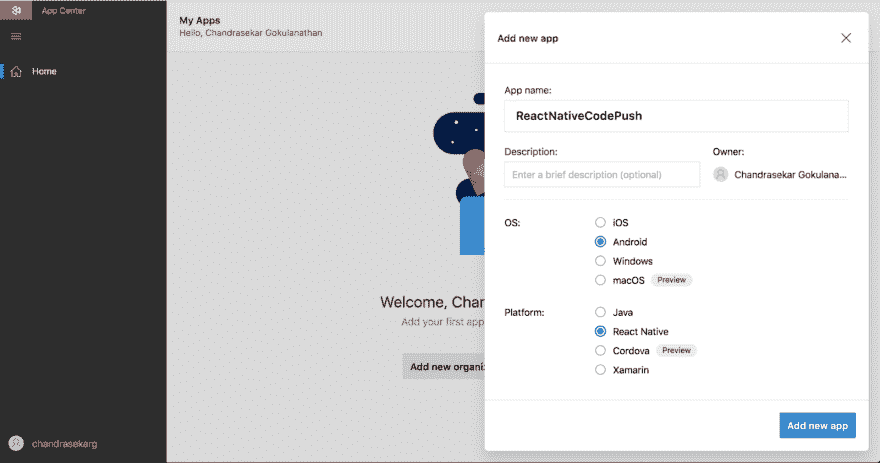 App Center
Home
chandrasekarg
My Apps
Hello, Chandrasekar Gokulanathan
Welcome, Chan
Add your first app
Add new organi
Add new app
App name:
ReactNativeCodePush
Description:
Owner:
Enter a brief description (optional)
Chandrasekar Gokulana...
OS:
iOS
Android
Windows
macOS Preview
Platform:
Java
React Native
Cordova Preview
Xamarin
Add new app